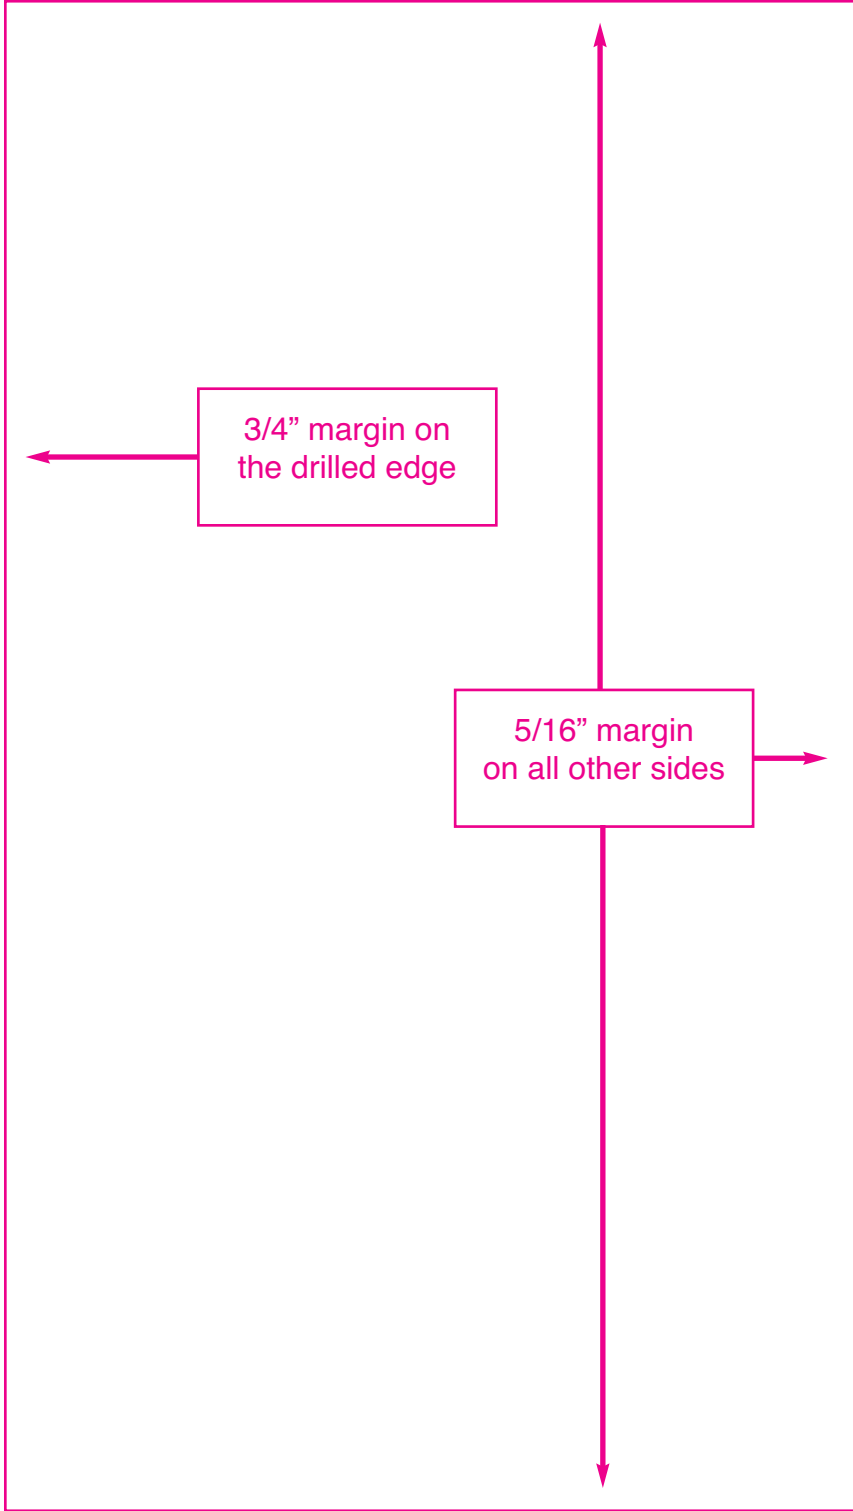 3/4” margin on
the drilled edge
5/16” margin
on all other sides